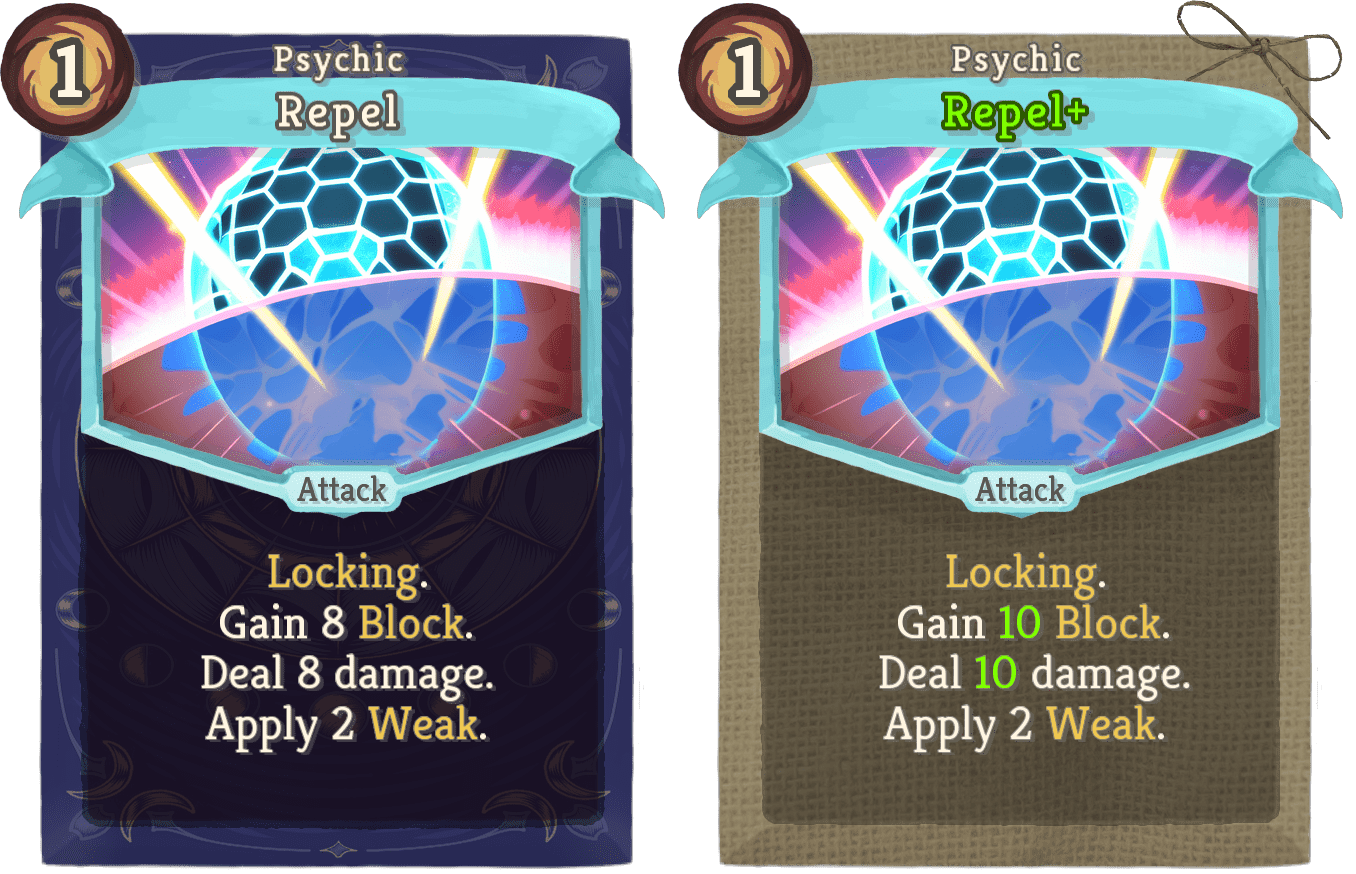 1
Psychic
Repel
Attack
Locking.
Gain 8 Block.
Deal 8 damage.
Apply 2 Weak.
1
Psychic
Repel+
Attack
Locking.
Gain 10 Block.
Deal 10 damage.
Apply 2 Weak.